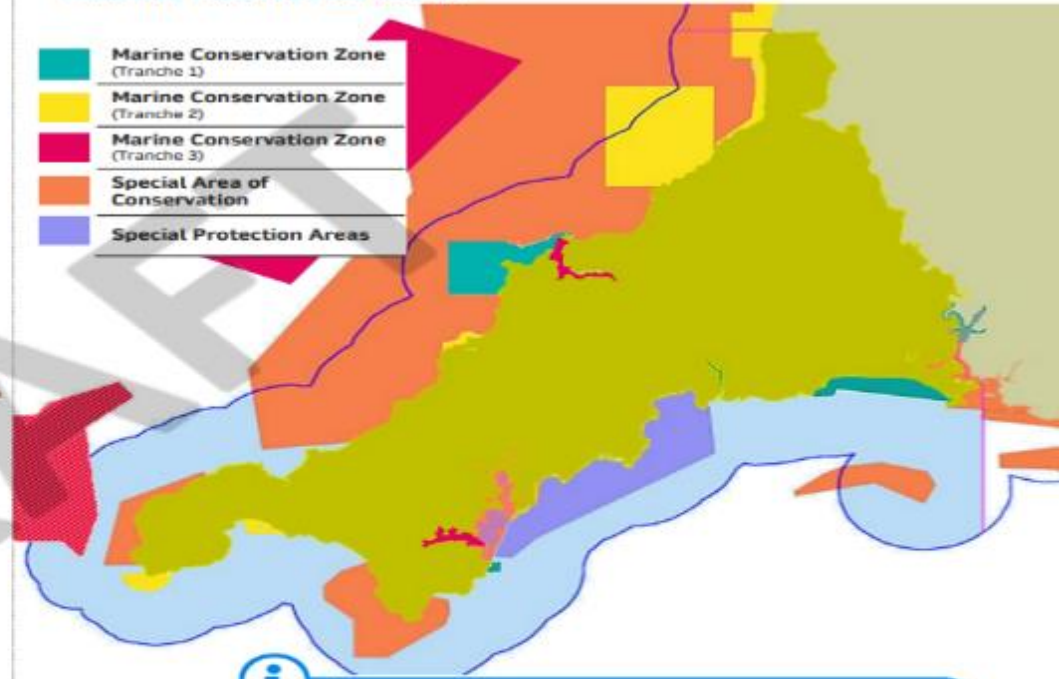 Marine Conservation Zone
(Tranche 1)
Marine Conservation Zone
(Tranche 2)
Marine Conservation Zone
(Tranche 3)
Special Area of
Conservation
Special Protection Areas
i